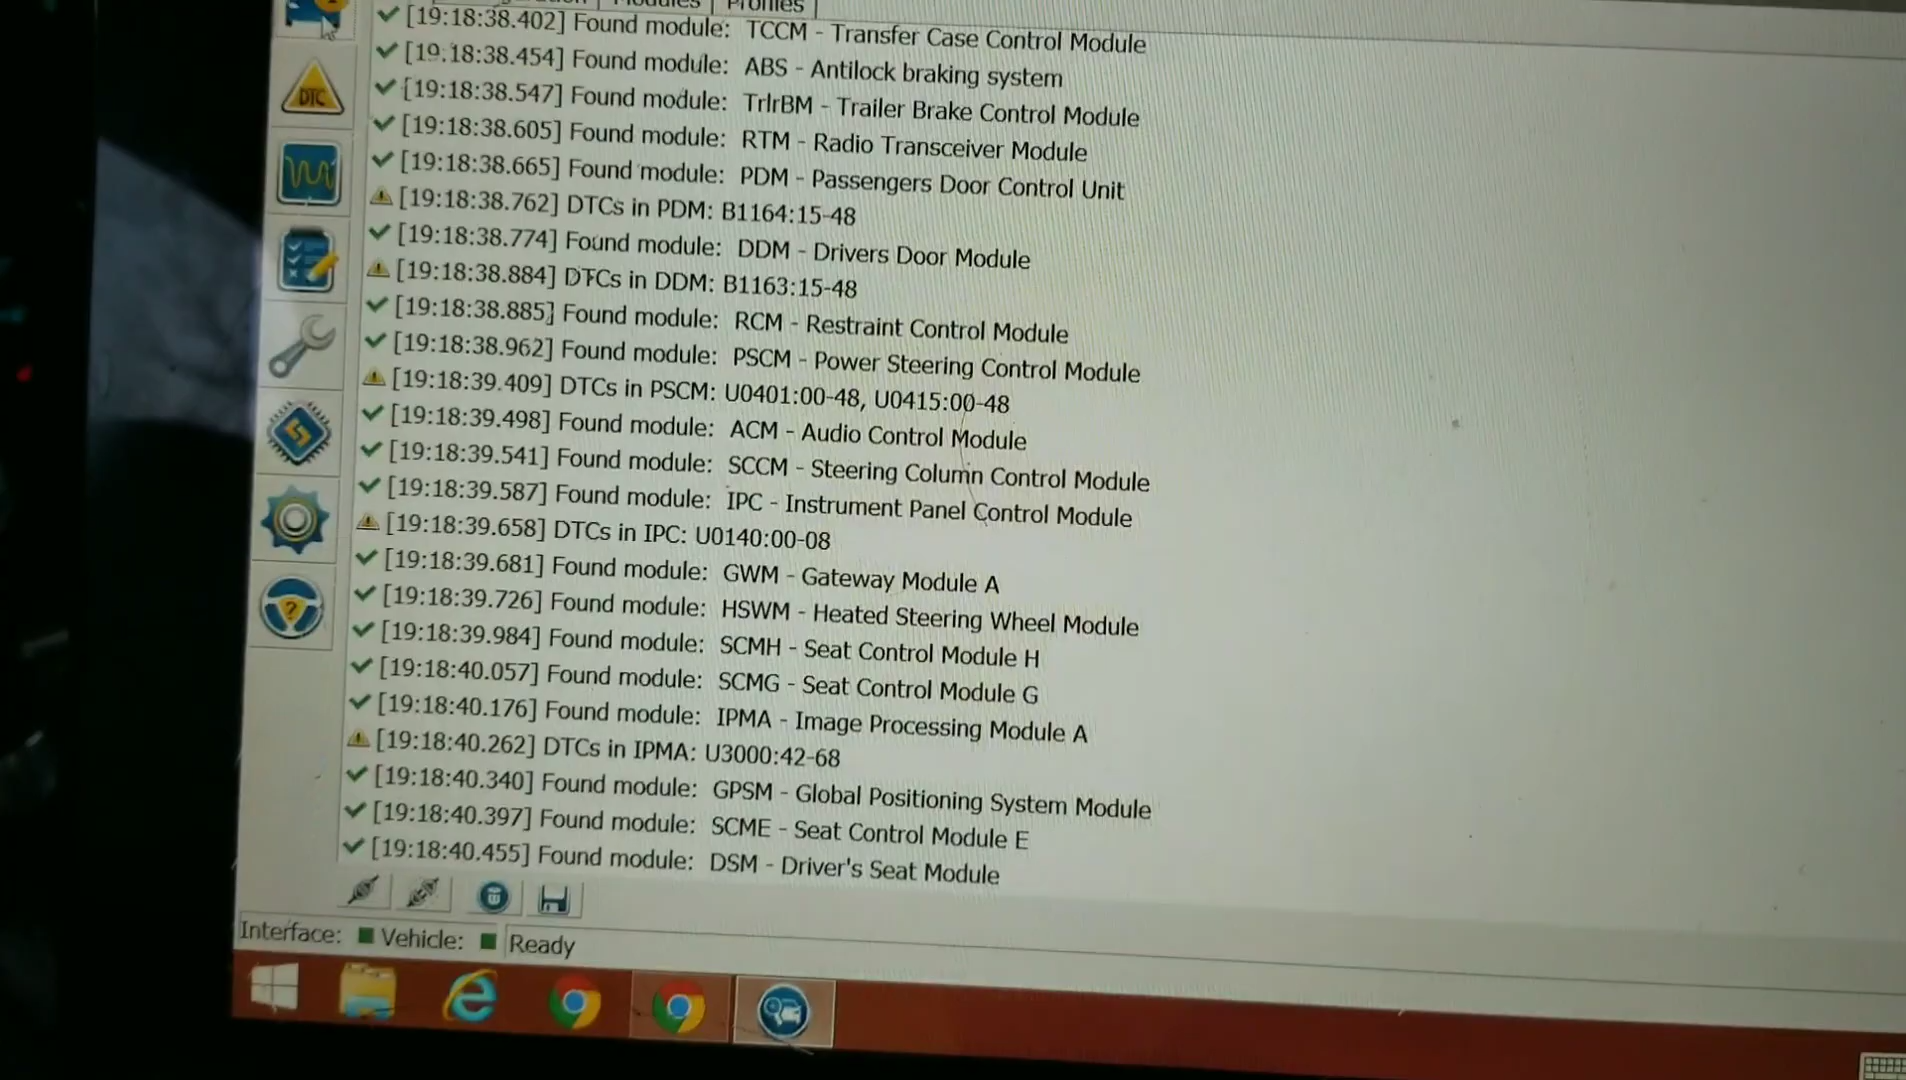 Modules
Profiles
[19:18:38.402] Found module: TCCM - Transfer Case Control Module
[19:18:38.454] Found module: ABS - Antilock braking system
[19:18:38.547] Found module: TrlrBM - Trailer Brake Control Module
[19:18:38.605] Found module: RTM - Radio Transceiver Module
[19:18:38.665] Found module: PDM - Passengers Door Control Unit
[19:18:38.762] DTCs in PDM: B1164:15-48
[19:18:38.774] Found module: DDM - Drivers Door Module
[19:18:38.884] DTCs in DDM: B1163:15-48
[19:18:38.885] Found module: RCM - Restraint Control Module
[19:18:38.962] Found module: PSCM - Power Steering Control Module
[19:18:39.409] DTCs in PSCM: U0401:00-48, U0415:00-48
[19:18:39.498] Found module: ACM - Audio Control Module
[19:18:39.541] Found module: SCCM - Steering Column Control Module
[19:18:39.587] Found module: IPC - Instrument Panel Control Module
[19:18:39.658] DTCs in IPC: U0140:00-08
[19:18:39.681] Found module: GWM - Gateway Module A
[19:18:39.726] Found module: HSWM - Heated Steering Wheel Module
[19:18:39.984] Found module: SCMH - Seat Control Module H
[19:18:40.057] Found module: SCMG - Seat Control Module G
[19:18:40.176] Found module: IPMA - Image Processing Module A
[19:18:40.262] DTCs in IPMA: U3000:42-68
[19:18:40.340] Found module: GPSM - Global Positioning System Module
[19:18:40.397] Found module: SCME - Seat Control Module E
[19:18:40.455] Found module: DSM - Driver's Seat Module
DTC
?
Interface: Vehicle: Ready